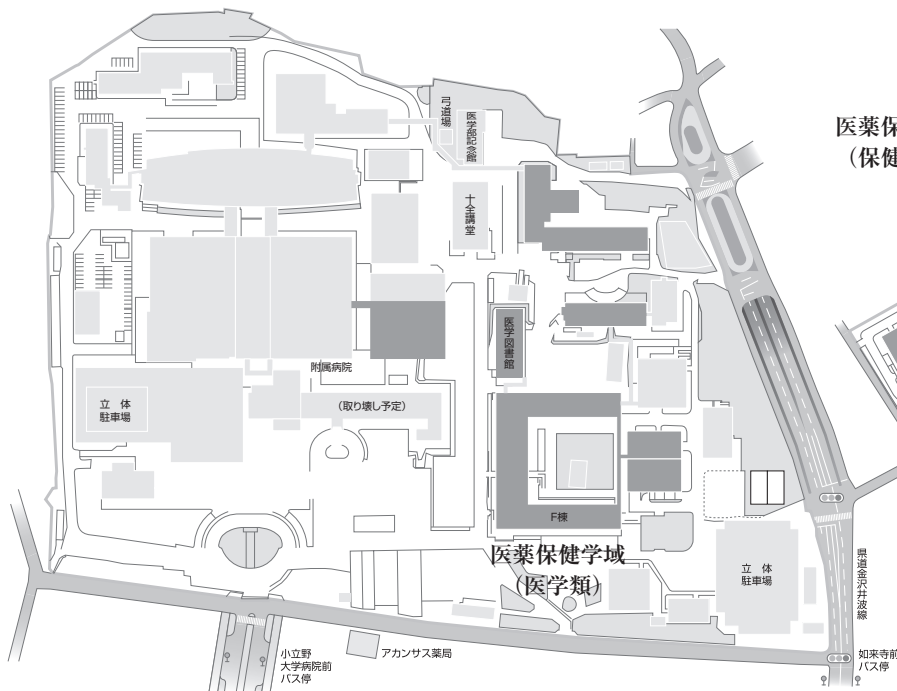 弓道場
医学部記念館
医薬保
（保健
十全講堂
医学図書館
附属病院
立 体
駐車場
（取り壊し予定）
F棟
医薬保健学域
（医学類）
立 体
駐車場
県道金沢井波線
小立野
大学病院前
バス停
アカンサス薬局
如来寺前
バス停